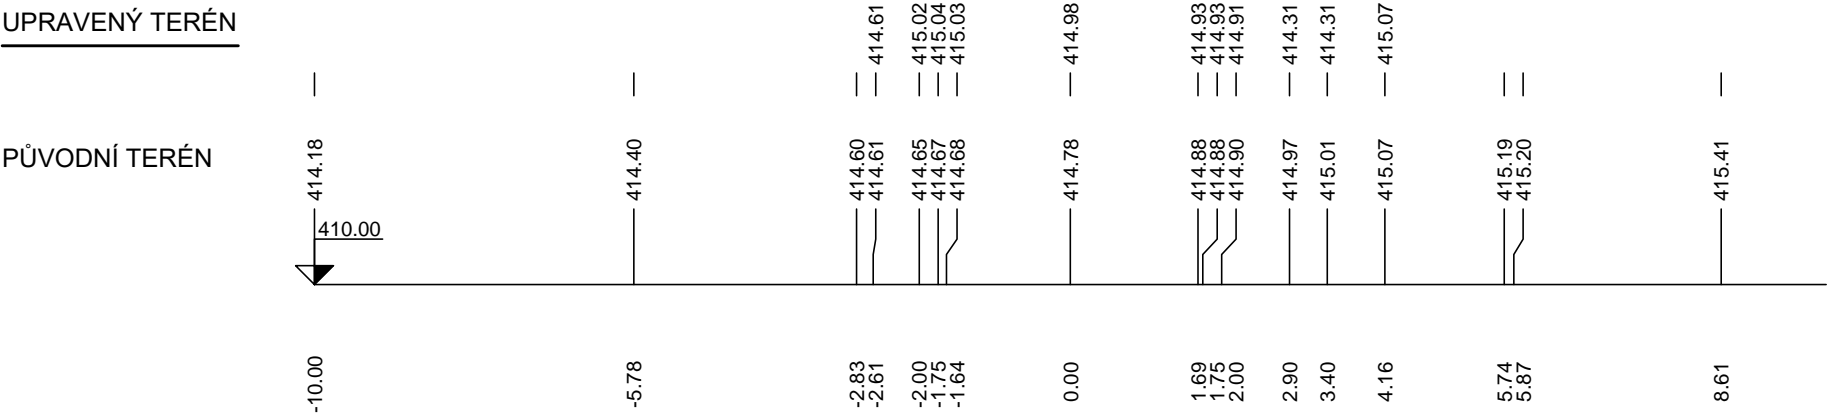 UPRAVENÝ TERÉN
414.61 415.02 415.04 415.03 414.98 414.93 414.93 414.91 414.31 414.31 415.07
PŮVODNÍ TERÉN
414.18 414.40 414.60 414.61 414.65 414.67 414.68 414.78 414.88 414.88 414.90 414.97 415.01 415.07 415.19 415.20 415.41
410.00
-10.00 -5.78 -2.83 -2.61 -2.00 -1.75 -1.64 0.00 1.69 1.75 2.00 2.90 3.40 4.16 5.74 5.87 8.61